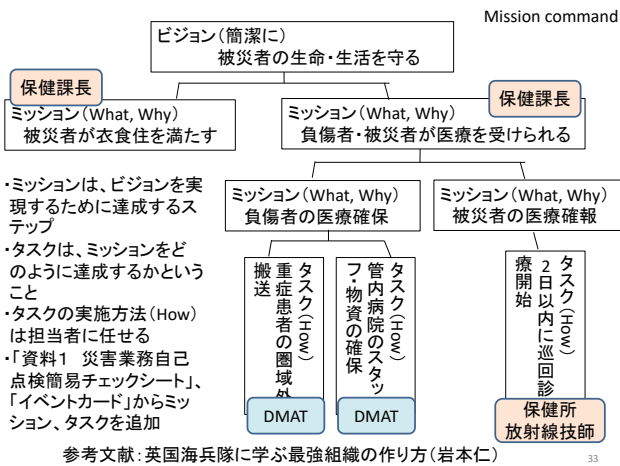 Mission command
ビジョン(簡潔に)
被災者の生命・生活を守る
保健課長
ミッション(What, Why)
被災者が衣食住を満たす
保健課長
ミッション(What, Why)
負傷者・被災者が医療を受けられる
・ミッションは、ビジョンを実
現するために達成するス
テップ
・タスクは、ミッションをど
のように達成するかという
こと
・タスクの実施方法(How)
は担当者に任せる
・「資料1 災害業務自己
点検簡易チェックシート」、
「イベントカード」からミッ
ション、タスクを追加
ミッション(What, Why)
負傷者の医療確保
ミッション(What, Why)
被災者の医療確報
タスク(How)
重症患者の圏域外
搬送
DMAT
タスク(How)
管内病院のスタッ
フ・物資の確保
DMAT
タスク(How)
2日以内に巡回診
療開始
保健所
放射線技師
参考文献:英国海兵隊に学ぶ最強組織の作り方(岩本仁)
33